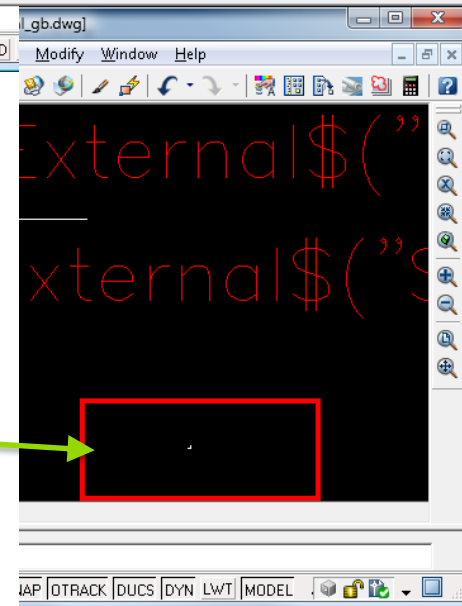 l_gb.dwg]
D Modify Window Help
External$("
xternal$("S
NAP OTRACK DUCS DYN LWT MODEL